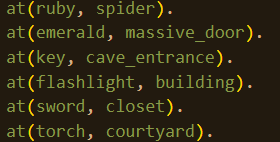 at(ruby, spider).
at(emerald, massive_door).
at(key, cave_entrance).
at(flashlight, building).
at(sword, closet).
at(torch, courtyard).